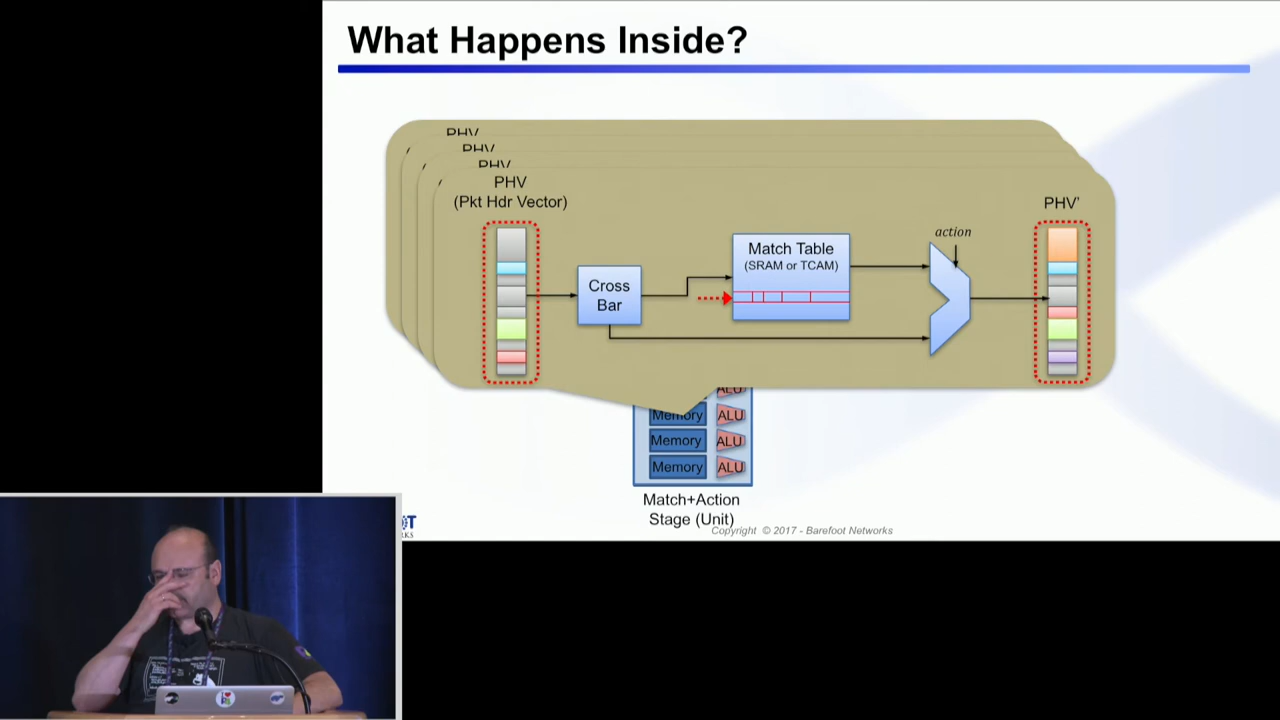 What Happens Inside?
PHV
PHV
PHV
PHV
(Pkt Hdr Vector)
PHV’
action
Match Table
(SRAM or TCAM)
Cross
Bar
ALU
Memory ALU
Memory ALU
Memory ALU
Match+Action
Stage (Unit)
Copyright © 2017 - Barefoot Networks